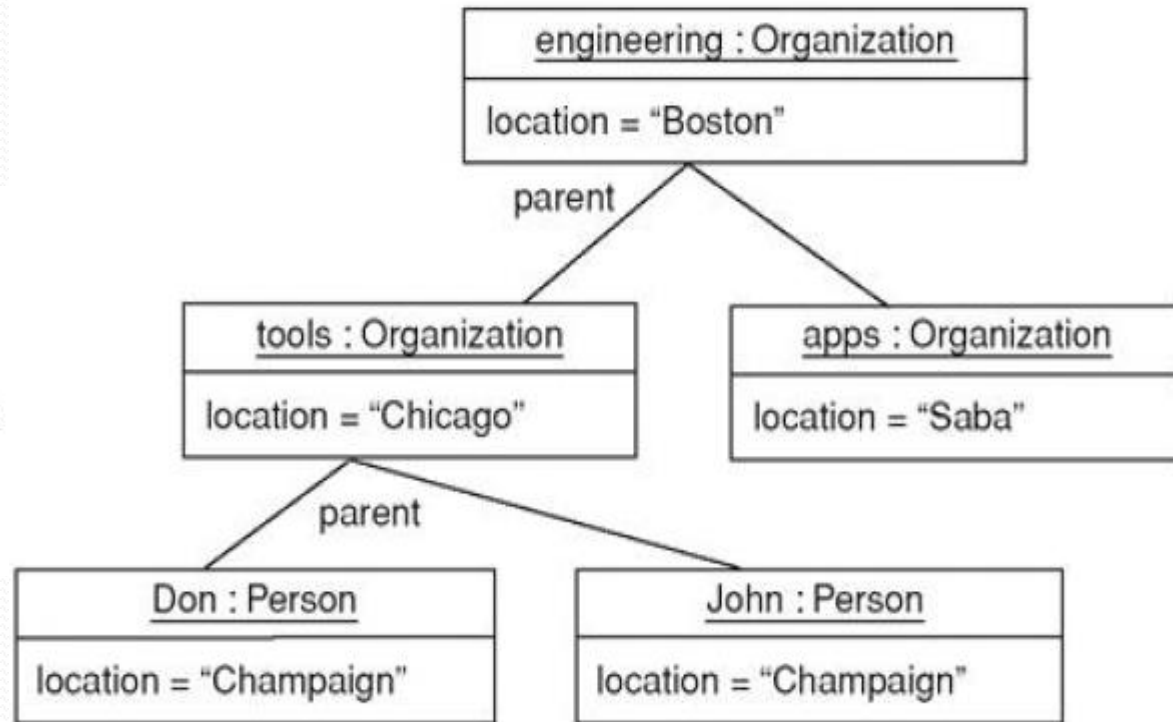 engineering : Organization
location = “Boston”
parent
tools : Organization
location = “Chicago”
apps : Organization
location = “Saba”
parent
Don : Person
location = “Champaign”
John : Person
location = “Champaign”